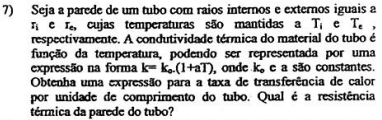 7) Seja a parede de um tubo com raios internos e externos iguais a
rᵢ e rₑ, cujas temperaturas são mantidas a Tᵢ e Tₑ ,
respectivamente. A condutividade térmica do material do tubo é
função da temperatura, podendo ser representada por uma
expressão na forma k= kₒ.(1+aT), onde kₒ e a são constantes.
Obtenha uma expressão para a taxa de transferência de calor
por unidade de comprimento do tubo. Qual é a resistência
térmica da parede do tubo?